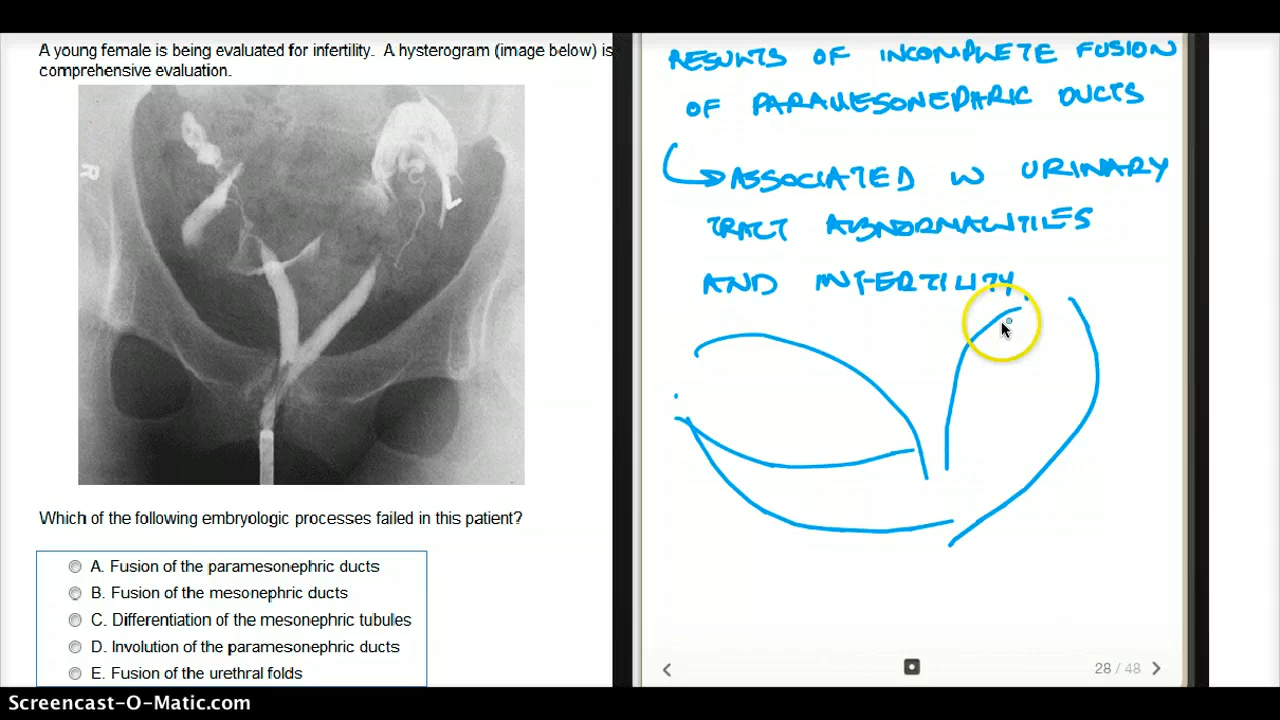 A young female is being evaluated for infertility. A hysterogram (image below) is
comprehensive evaluation.
R
Which of the following embryologic processes failed in this patient?
A. Fusion of the paramesonephric ducts
B. Fusion of the mesonephric ducts
C. Differentiation of the mesonephric tubules
D. Involution of the paramesonephric ducts
E. Fusion of the urethral folds
RESULTS OF INCOMPLETE FUSION
OF PARAMESONEPHRIC DUCTS
ASSOCIATED W URINARY
TRACT ABNORMALITIES
AND INFERTILITY.
28 / 48
Screencast-O-Matic.com